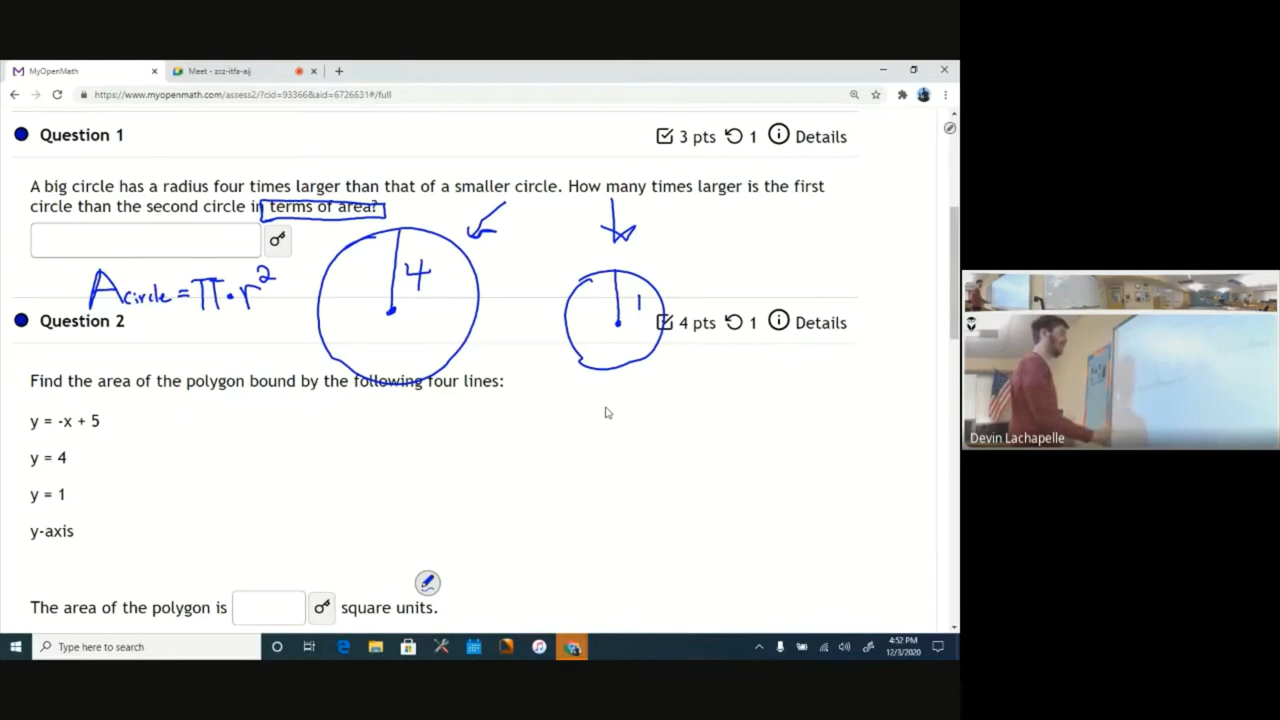 MyOpenMath
Meet - zcz-itfa-aij
https://www.myopenmath.com/assess2/?cid=93366&aid=6726631#/full
Question 1
3 pts 1 Details
A big circle has a radius four times larger than that of a smaller circle. How many times larger is the first
circle than the second circle in terms of area?
A circle = π · r²
4
1
Question 2
4 pts 1 Details
Find the area of the polygon bound by the following four lines:
y = -x + 5
y = 4
y = 1
y-axis
The area of the polygon is
square units.
Type here to search
4:52 PM
12/3/2020
Devin Lachapelle